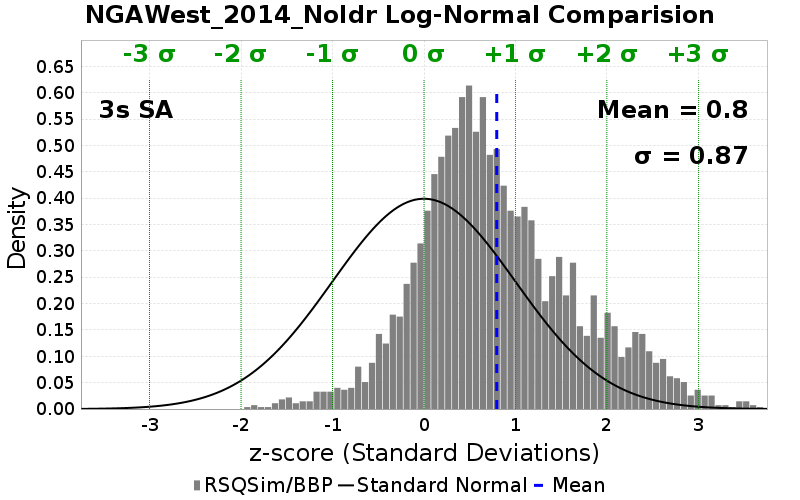 NGAWest_2014_NoIdr Log-Normal Comparision
-3 σ -2 σ -1 σ 0 σ +1 σ +2 σ +3 σ
3s SA
Mean = 0.8
σ = 0.87
Density
0.65
0.60
0.55
0.50
0.45
0.40
0.35
0.30
0.25
0.20
0.15
0.10
0.05
0.00
-3 -2 -1 0 1 2 3
z-score (Standard Deviations)
RSQSim/BBP Standard Normal Mean